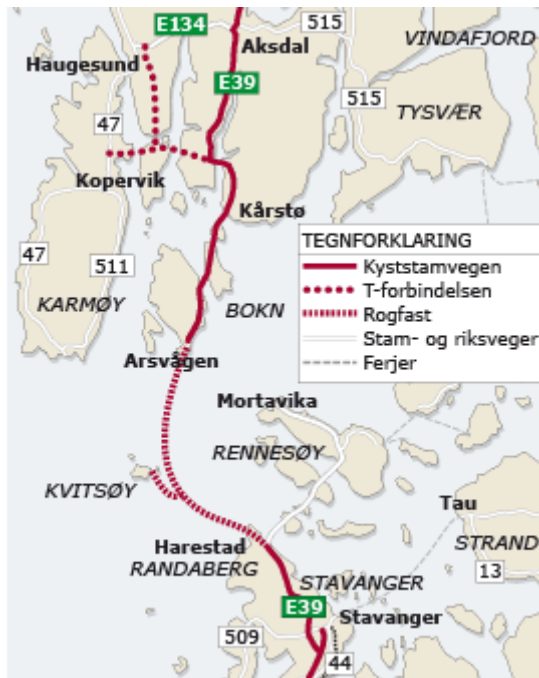 E134
515
Aksdal
VINDAFJORD
Haugesund
E39
515
TYSVÆR
47
Kopervik
Kårstø
TEGNFORKLARING
Kyststamvegen
T-forbindelsen
Rogfast
Stam- og riksveger
Ferjer
47
511
KARMØY
BOKN
Arsvågen
Mortavika
RENNESØY
KVITSØY
Tau
Harestad
RANDABERG
STRAND
STAVANGER
13
E39
Stavanger
509
44